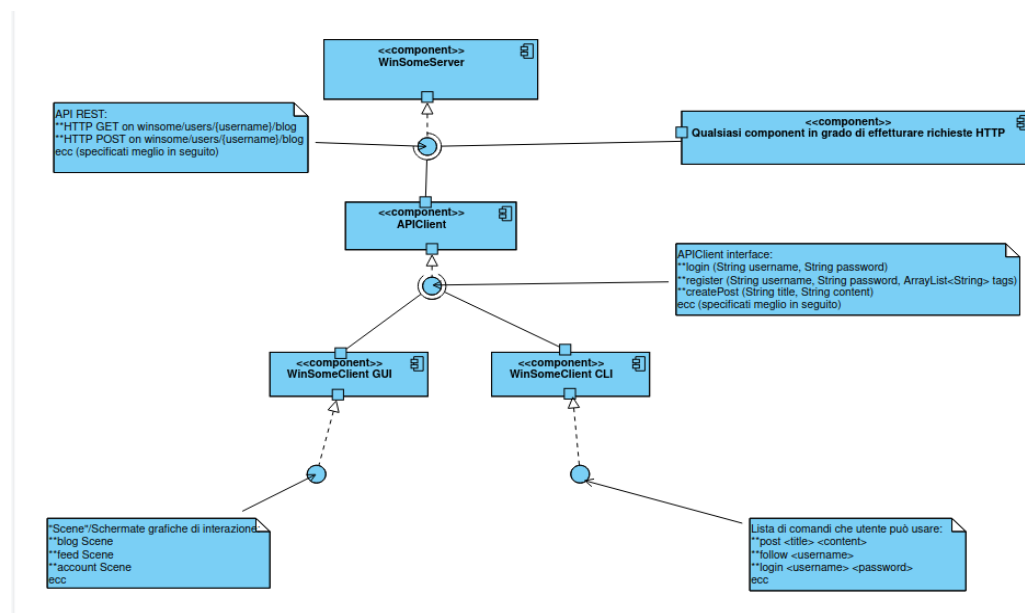 <<component>>
WinSomeServer
API REST:
**HTTP GET on winsome/users/{username}/blog
**HTTP POST on winsome/users/{username}/blog
ecc (specificati meglio in seguito)
<<component>>
Qualsiasi component in grado di effetturare richieste HTTP
<<component>>
APIClient
APIClient interface:
**login (String username, String password)
**register (String username, String password, ArrayList<String> tags)
**createPost (String title, String content)
ecc (specificati meglio in seguito)
<<component>>
WinSomeClient GUI
<<component>>
WinSomeClient CLI
"Scene"/Schermate grafiche di interazione:
**blog Scene
**feed Scene
**account Scene
ecc
Lista di comandi che utente può usare:
**post <title> <content>
**follow <username>
**login <username> <password>
ecc